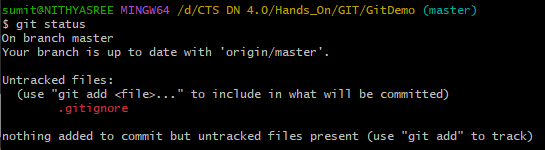 sumit@NITHYASREE MINGW64 /d/CTS DN 4.0/Hands_On/GIT/GitDemo (master)
$ git status
On branch master
Your branch is up to date with 'origin/master'.
Untracked files:
(use "git add <file>..." to include in what will be committed)
.gitignore
nothing added to commit but untracked files present (use "git add" to track)